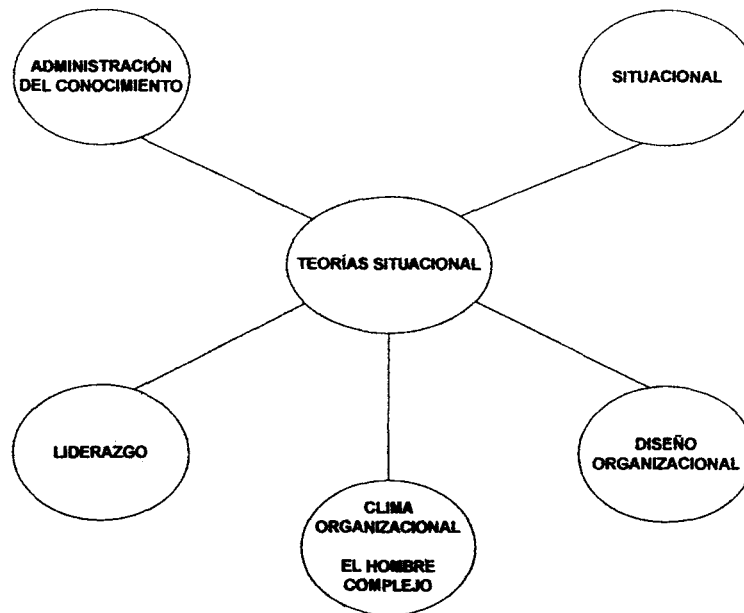 ADMINISTRACIÓN
DEL CONOCIMIENTO
SITUACIONAL
TEORÍAS SITUACIONAL
LIDERAZGO
DISEÑO
ORGANIZACIONAL
CLIMA
ORGANIZACIONAL
EL HOMBRE
COMPLEJO